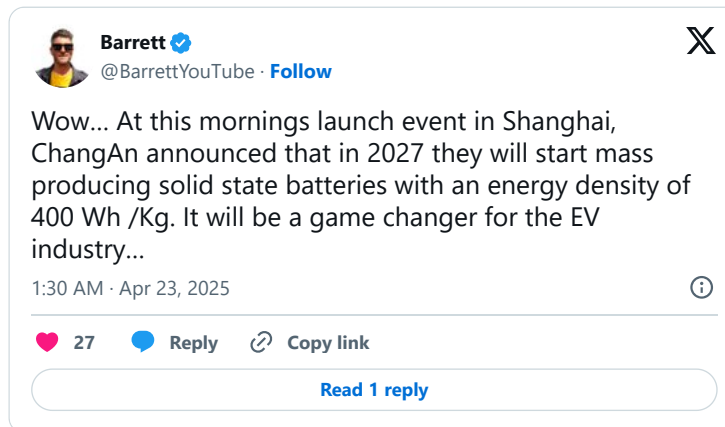 Barrett
@BarrettYouTube · Follow
Wow... At this mornings launch event in Shanghai,
ChangAn announced that in 2027 they will start mass
producing solid state batteries with an energy density of
400 Wh /Kg. It will be a game changer for the EV
industry...
1:30 AM · Apr 23, 2025
27 Reply Copy link
Read 1 reply